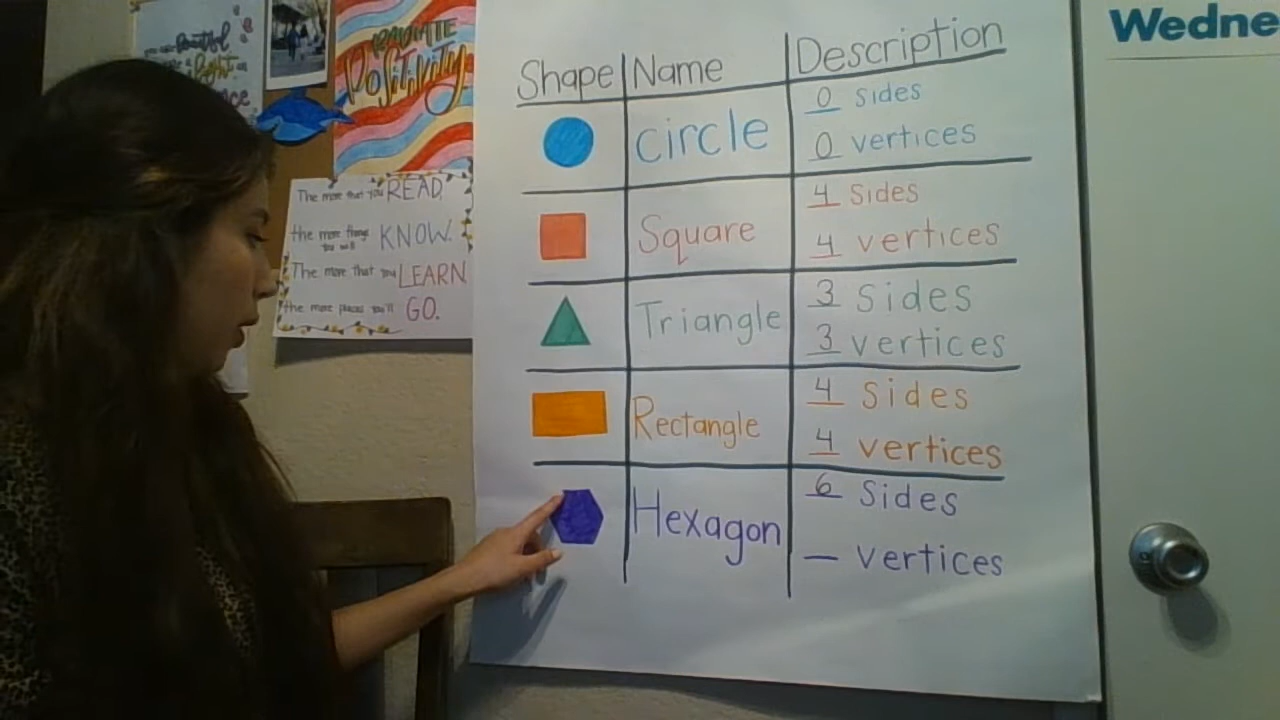 Wedne
RADIATE
Positivity
Shape Name Description
circle 0 sides
0 vertices
Square 4 Sides
4 vertices
Triangle 3 Sides
3 vertices
Rectangle 4 Sides
4 vertices
Hexagon 6 Sides
vertices
The more that you READ,
the more things you will KNOW.
The more that you LEARN
the more places you'll GO.